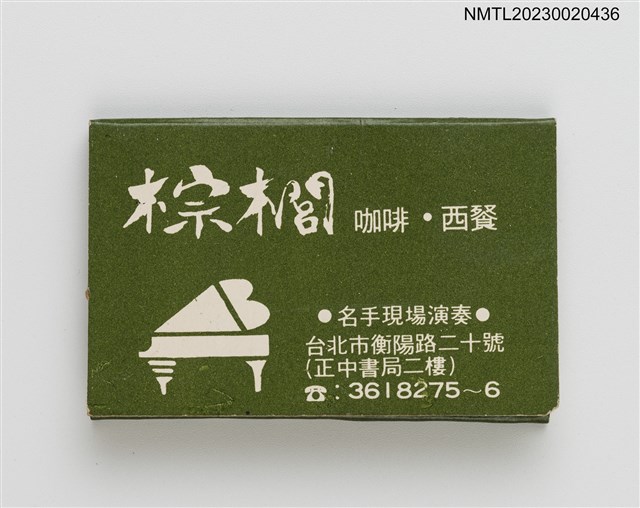 NMTL20230020436
棕櫚 咖啡・西餐
●名手現場演奏●
台北市衡陽路二十號
(正中書局二樓)
☎:3618275～6